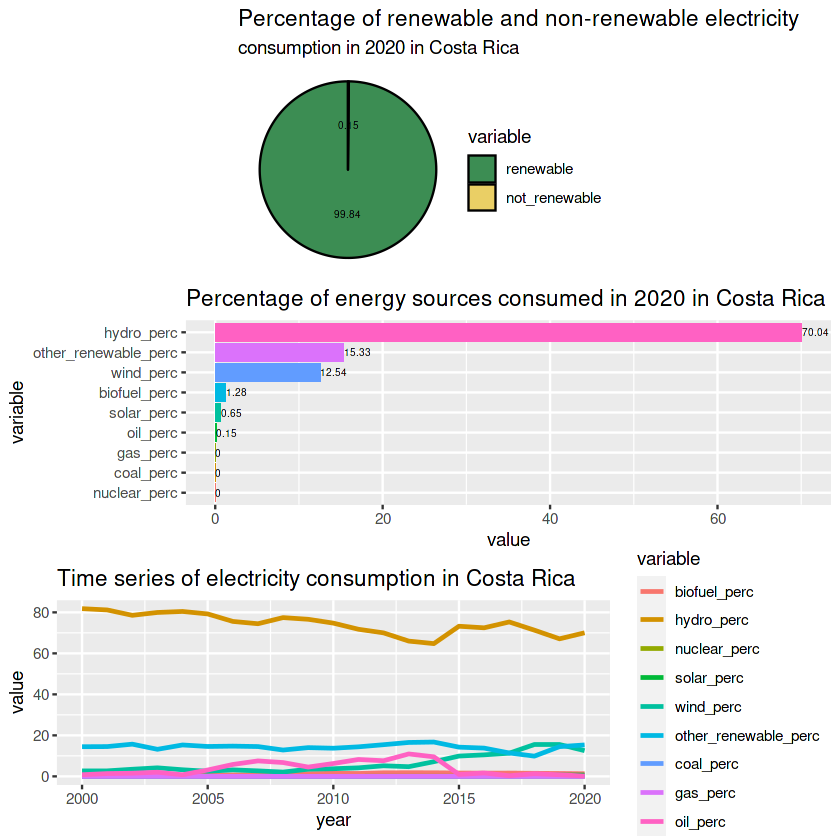 Percentage of renewable and non-renewable electricity
consumption in 2020 in Costa Rica
0.15
99.84
variable
renewable
not_renewable
Percentage of energy sources consumed in 2020 in Costa Rica
variable
hydro_perc
70.04
other_renewable_perc
15.33
wind_perc
12.54
biofuel_perc
1.28
solar_perc
0.65
oil_perc
0.15
gas_perc
0
coal_perc
0
nuclear_perc
0
0 20 40 60
value
Time series of electricity consumption in Costa Rica
value
80
60
40
20
0
2000 2005 2010 2015 2020
year
variable
biofuel_perc
hydro_perc
nuclear_perc
solar_perc
wind_perc
other_renewable_perc
coal_perc
gas_perc
oil_perc